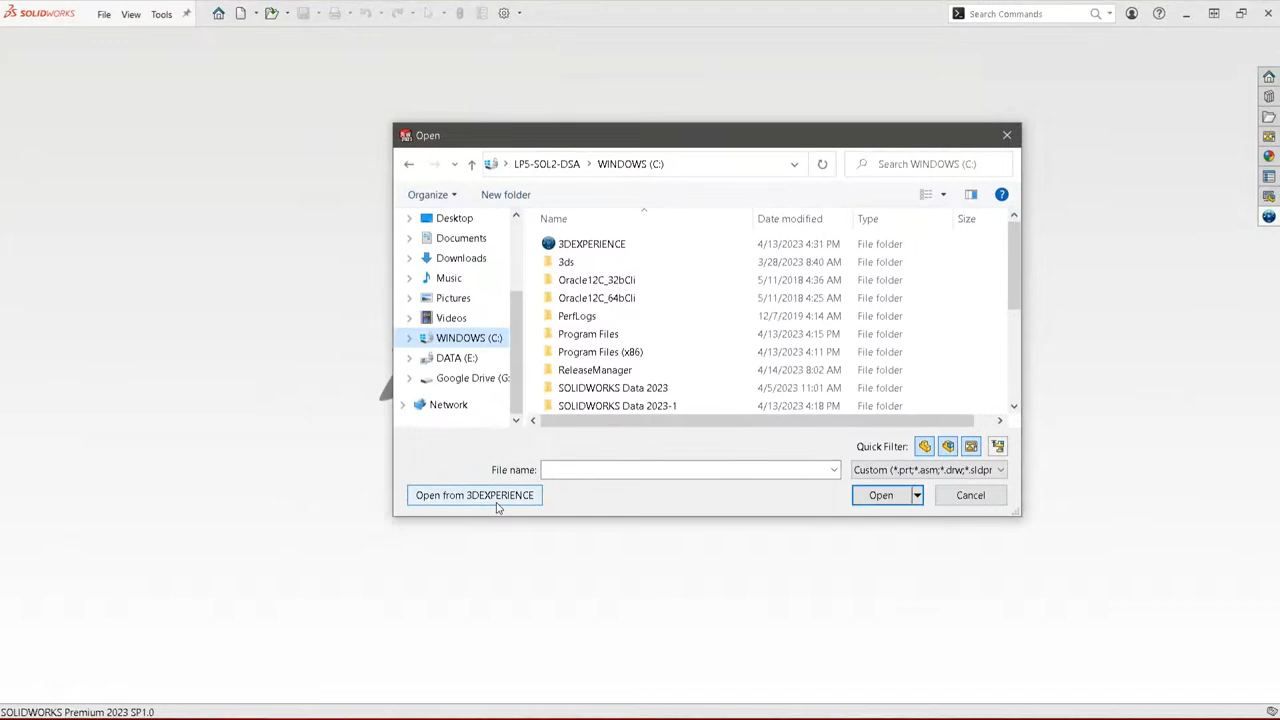 SOLIDWORKS File View Tools Search Commands
Open
LP5-SOL2-DSA WINDOWS (C:) Search WINDOWS (C:)
Organize New folder
Desktop
Documents
Downloads
Music
Pictures
Videos
WINDOWS (C:)
DATA (E:)
Google Drive (G:
Network
Name Date modified Type Size
3DEXPERIENCE 4/13/2023 4:31 PM File folder
3ds 3/28/2023 8:40 AM File folder
Oracle12C_32bCli 5/11/2018 4:36 AM File folder
Oracle12C_64bCli 5/11/2018 4:25 AM File folder
PerfLogs 12/7/2019 4:14 AM File folder
Program Files 4/13/2023 4:15 PM File folder
Program Files (x86) 4/13/2023 4:11 PM File folder
ReleaseManager 4/14/2023 8:02 AM File folder
SOLIDWORKS Data 2023 4/5/2023 11:01 AM File folder
SOLIDWORKS Data 2023-1 4/13/2023 4:18 PM File folder
Quick Filter:
File name: Custom (*.prt;*.asm;*.drw;*.sldpr
Open from 3DEXPERIENCE Open Cancel
SOLIDWORKS Premium 2023 SP1.0